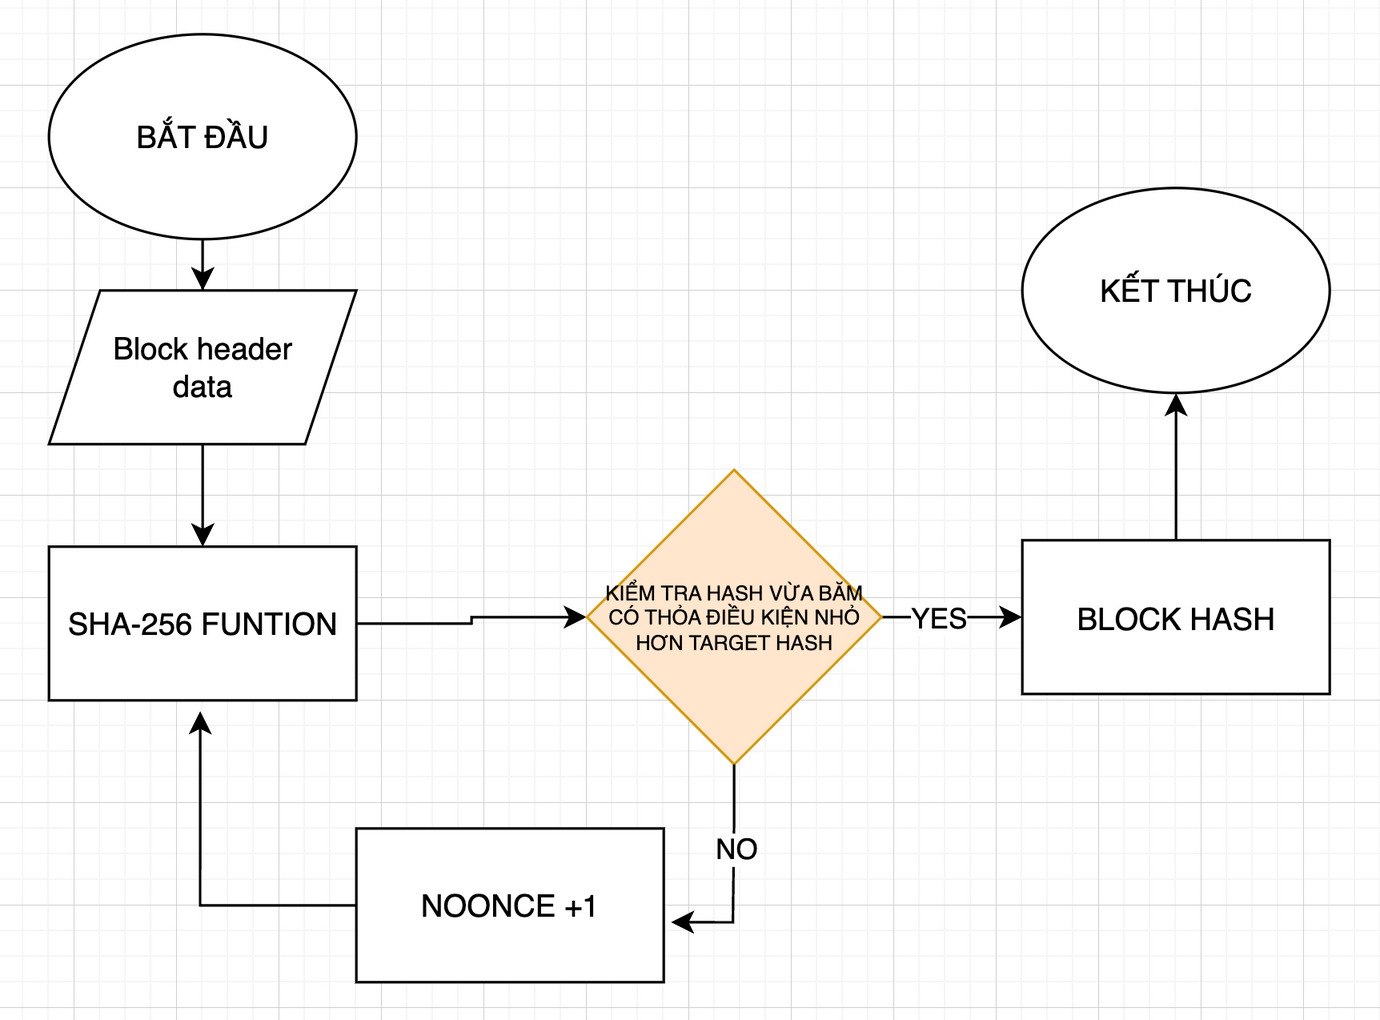 BẮT ĐẦU
Block header
data
SHA-256 FUNTION
KIỂM TRA HASH VỪA BĂM
CÓ THỎA ĐIỀU KIỆN NHỎ
HƠN TARGET HASH
YES
BLOCK HASH
KẾT THÚC
NO
NOONCE +1